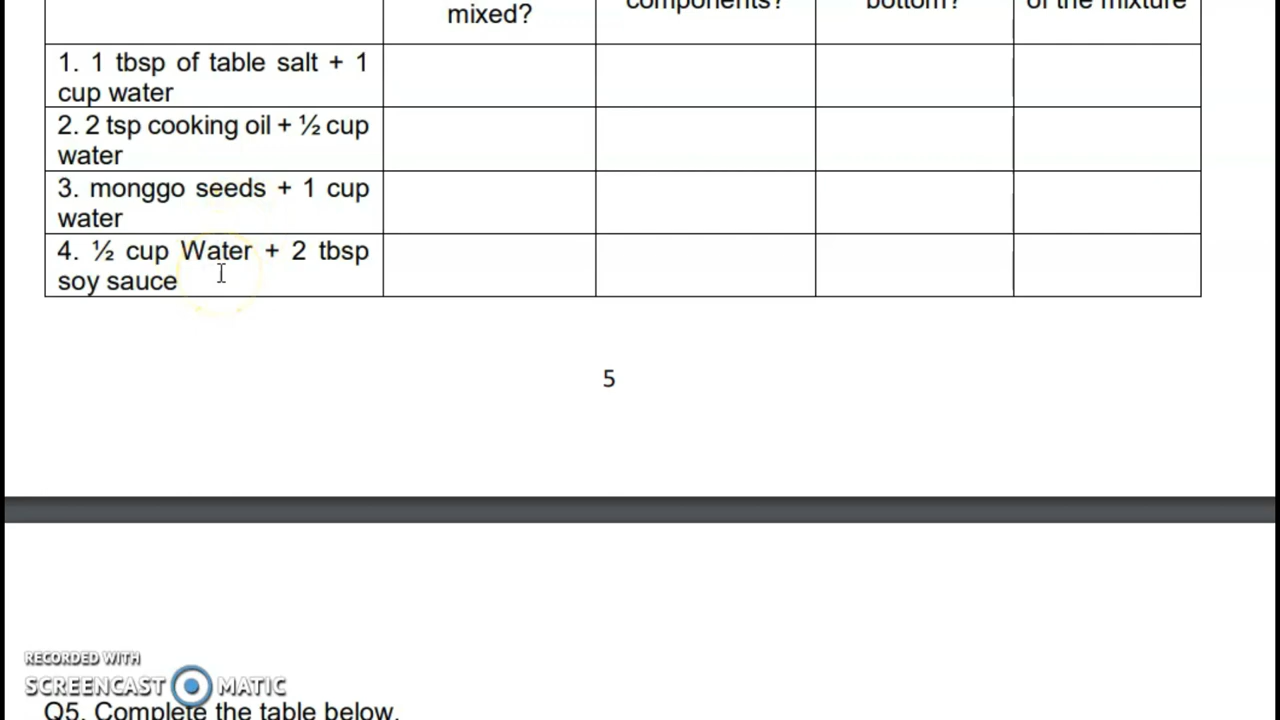 mixed?
components?
bottom?
of the mixture
1. 1 tbsp of table salt + 1
cup water
2. 2 tsp cooking oil + ½ cup
water
3. monggo seeds + 1 cup
water
4. ½ cup Water + 2 tbsp
soy sauce
5
RECORDED WITH
SCREENCAST MATIC
Q5. Complete the table below.